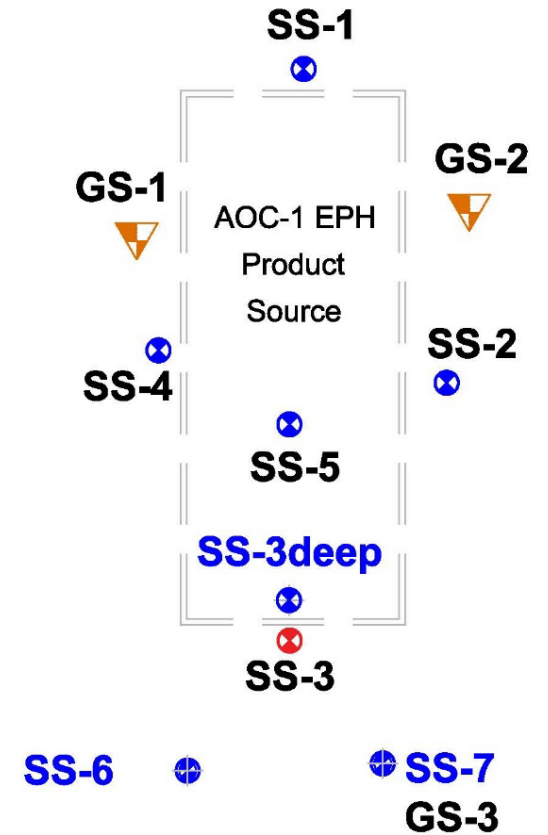 SS-1
GS-1
GS-2
AOC-1 EPH
Product
Source
SS-2
SS-4
SS-5
SS-3deep
SS-3
SS-6
SS-7
GS-3